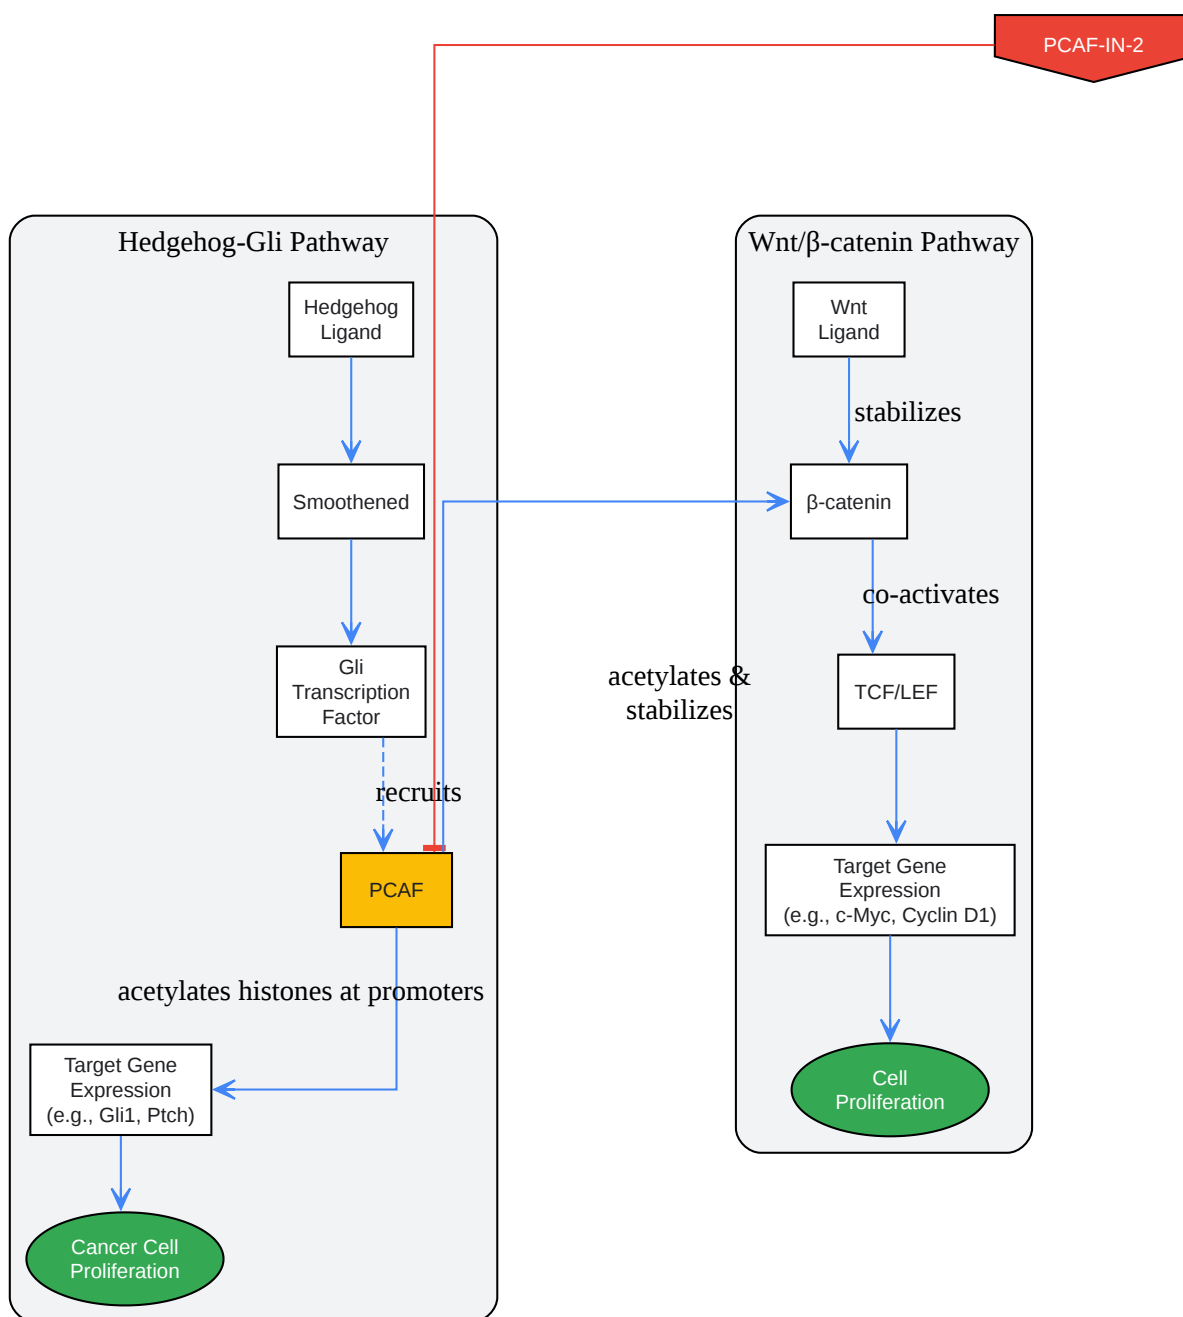 PCAF-IN-2
Hedgehog-Gli Pathway
Hedgehog
Ligand
Smoothened
Gli
Transcription
Factor
recruits
PCAF
acetylates histones at promoters
Target Gene
Expression
(e.g., Gli1, Ptch)
Cancer Cell
Proliferation
acetylates &
stabilizes
Wnt/β-catenin Pathway
Wnt
Ligand
stabilizes
β-catenin
co-activates
TCF/LEF
Target Gene
Expression
(e.g., c-Myc, Cyclin D1)
Cell
Proliferation